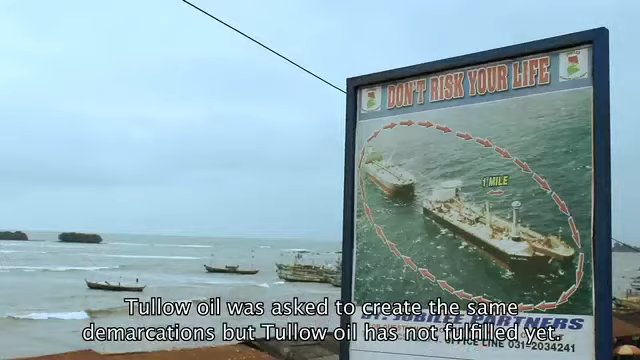 DON'T RISK YOUR LIFE
1 MILE
PARTNERS
OFFICE LINE 031-2034241
Tullow oil was asked to create the same
demarcations but Tullow oil has not fulfilled yet.